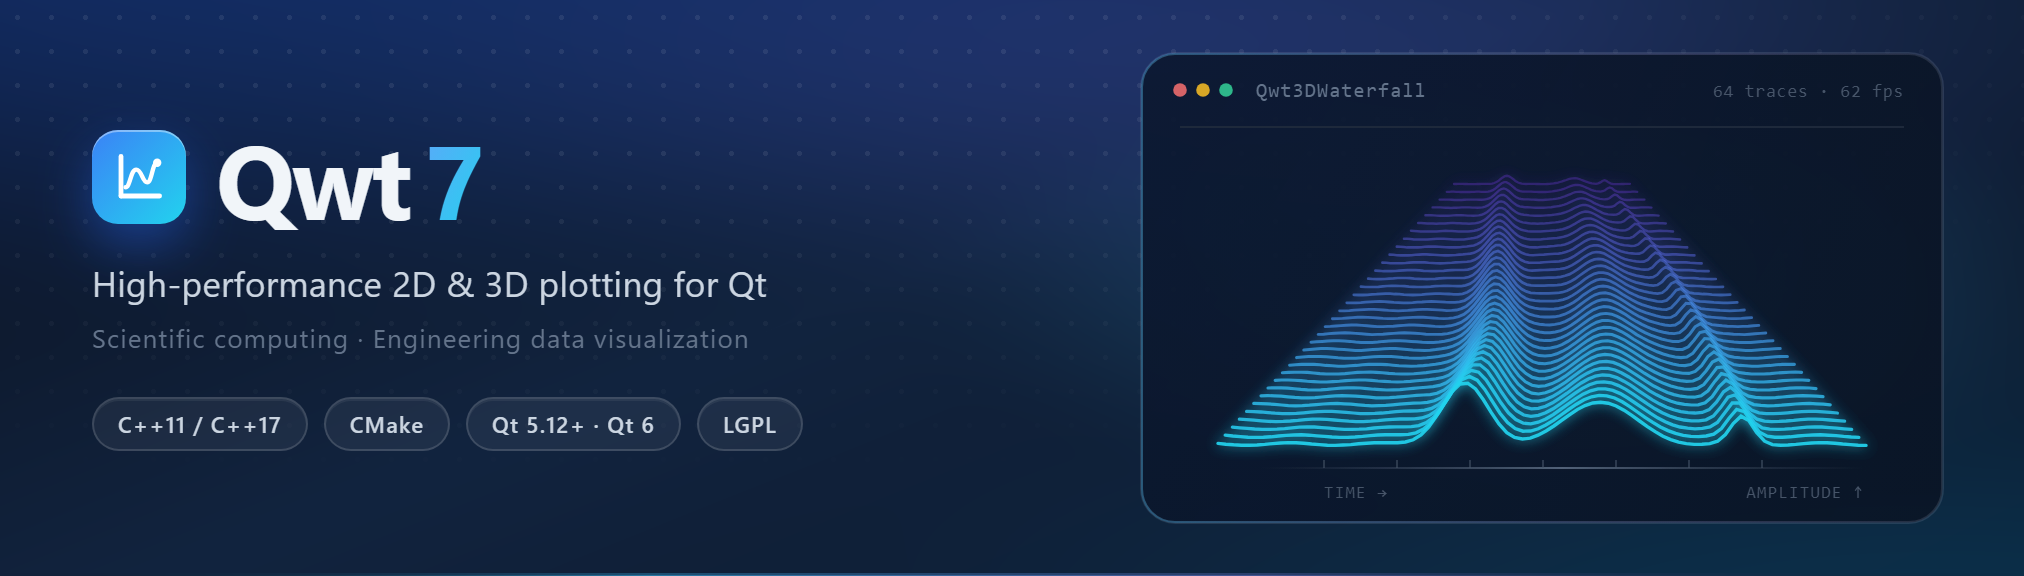 Qwt 7
High-performance 2D & 3D plotting for Qt
Scientific computing · Engineering data visualization
C++11 / C++17
CMake
Qt 5.12+ · Qt 6
LGPL
Qwt3DWaterfall
64 traces · 62 fps
TIME →
AMPLITUDE ↑